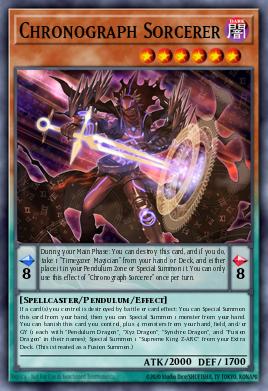 CHRONOGRAPH SORCERER
DARK
闇
During your Main Phase: You can destroy this card, and if you do,
take 1 "Timegazer Magician" from your hand or Deck, and either
place it in your Pendulum Zone or Special Summon it. You can only
use this effect of "Chronograph Sorcerer" once per turn.
8
8
[SPELLCASTER/PENDULUM/EFFECT]
If a card(s) you control is destroyed by battle or card effect: You can Special Summon
this card from your hand, then you can Special Summon 1 monster from your hand.
You can banish this card you control, plus 4 monsters from your hand, field, and/or
GY (1 each with "Pendulum Dragon", "Xyz Dragon", "Synchro Dragon", and "Fusion
Dragon" in their names); Special Summon 1 "Supreme King Z-ARC" from your Extra
Deck. (This is treated as a Fusion Summon.)
ATK/2000 DEF/1700